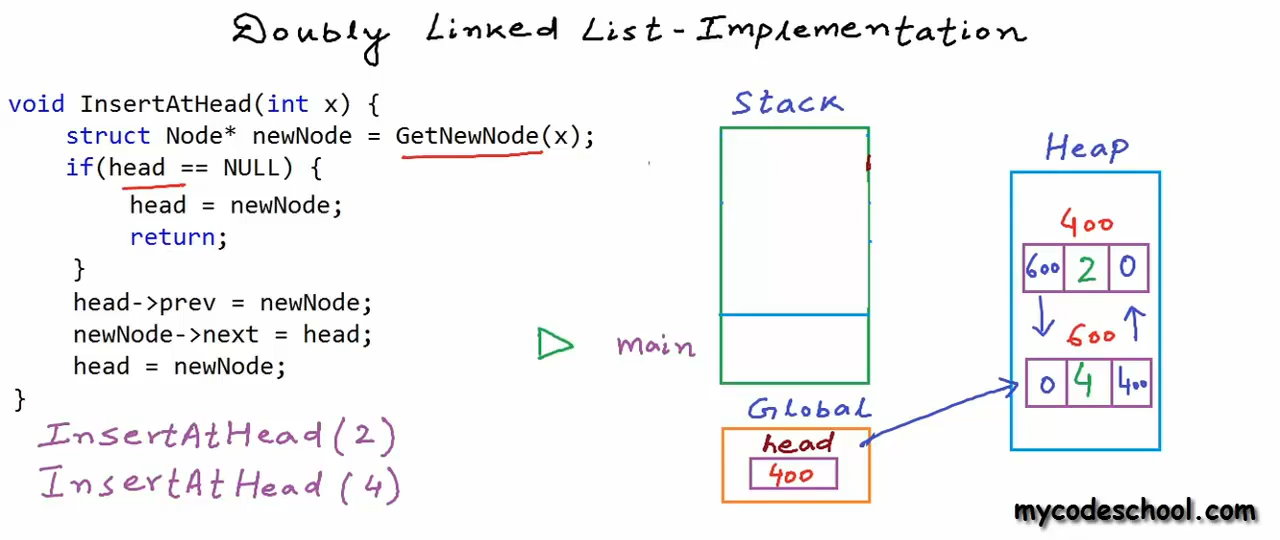 Doubly Linked List - Implementation
void InsertAtHead(int x) {
struct Node* newNode = GetNewNode(x);
if(head == NULL) {
head = newNode;
return;
}
head->prev = newNode;
newNode->next = head;
head = newNode;
}
InsertAtHead(2)
InsertAtHead(4)
Stack
main
Global
head
400
Heap
400
600 2 0
600
0 4 400
mycodeschool.com